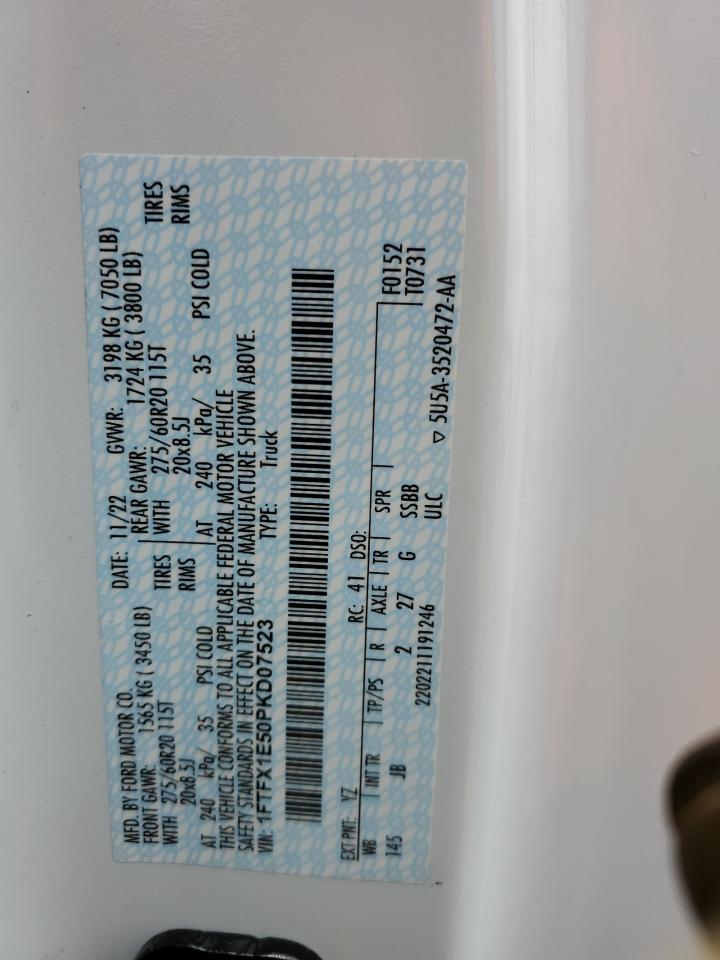 MFD. BY FORD MOTOR CO. DATE: 11/22 GVWR: 3198 KG ( 7050 LB)
FRONT GAWR: 1565 KG ( 3450 LB) REAR GAWR: 1724 KG ( 3800 LB)
WITH 275/60R20 115T TIRES WITH 275/60R20 115T TIRES
20x8.5J RIMS 20x8.5J RIMS
AT 240 kPa/ 35 PSI COLD AT 240 kPa/ 35 PSI COLD
THIS VEHICLE CONFORMS TO ALL APPLICABLE FEDERAL MOTOR VEHICLE
SAFETY STANDARDS IN EFFECT ON THE DATE OF MANUFACTURE SHOWN ABOVE.
VIN: 1FTFX1E50PKD07523 TYPE: Truck
EXT PNT: YZ RC: 41 DSO: F0152
WB INT TR TP/PS R AXLE TR SPR T0731
145 JB 2 27 G SSBB
2202211191246 ULC ▽ 5U5A-3520472-AA